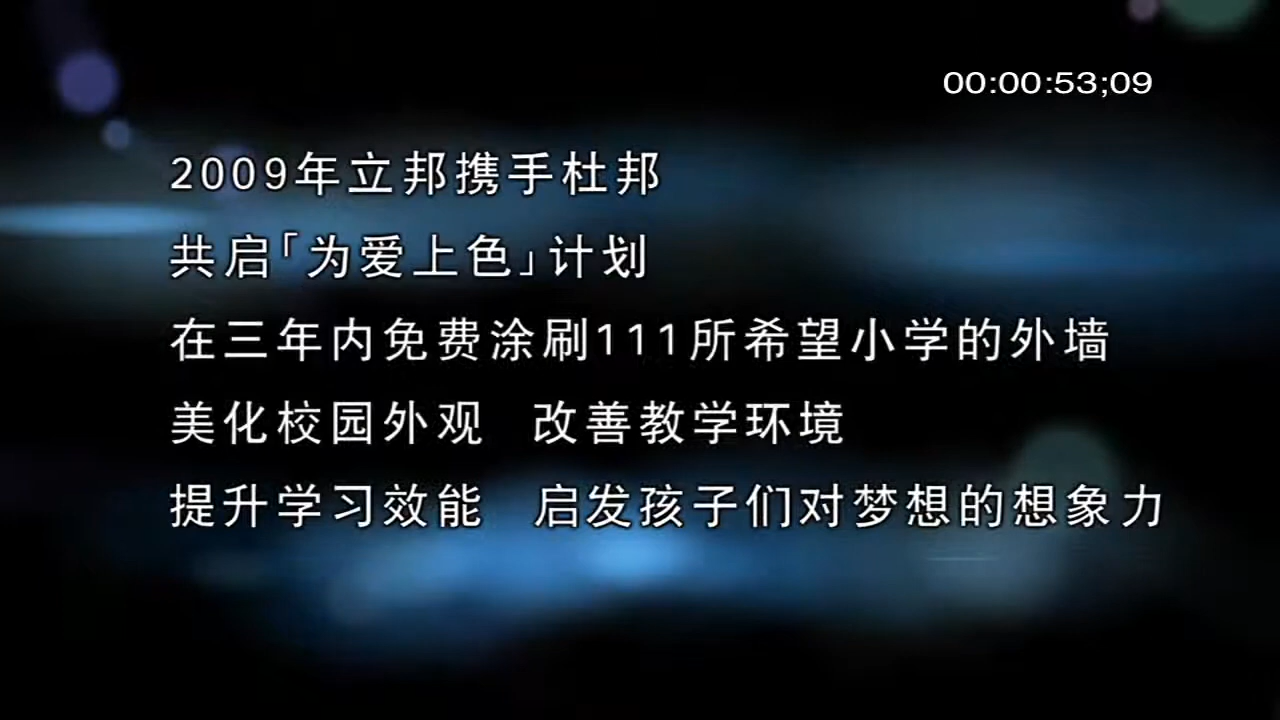 00:00:53;09
2009年立邦携手杜邦
共启「为爱上色」计划
在三年内免费涂刷111所希望小学的外墙
美化校园外观 改善教学环境
提升学习效能 启发孩子们对梦想的想象力